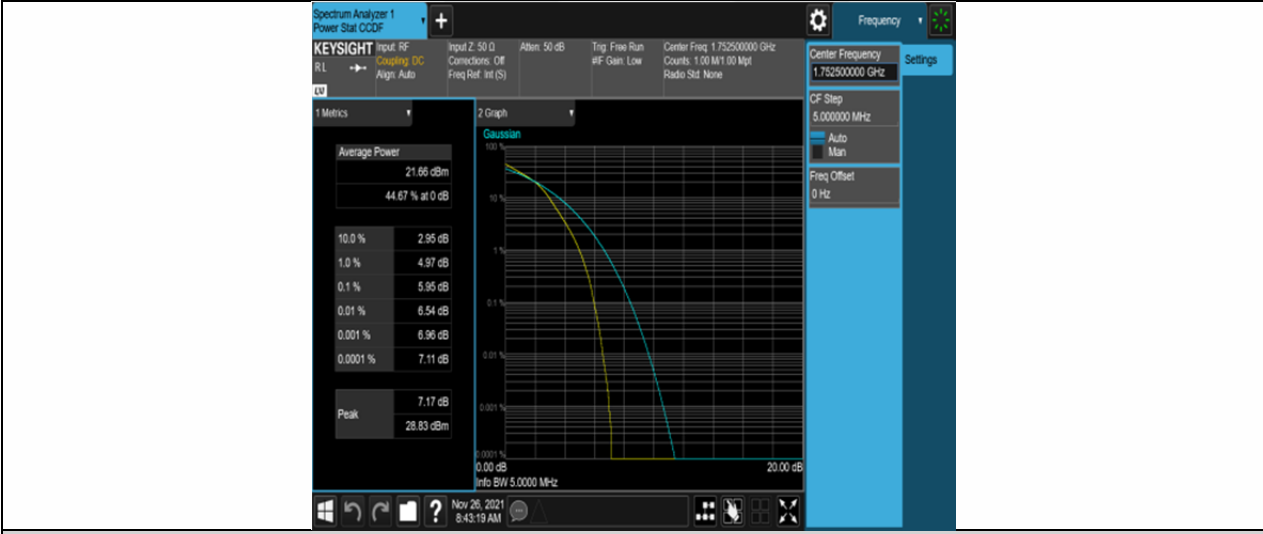 Spectrum Analyzer 1
Power Stat CCDF
+
Frequency
KEYSIGHT
Input: RF
Coupling: DC
Align: Auto
R L
LV
Input Z: 50 Ω
Corrections: Off
Freq Ref: Int (S)
Atten: 50 dB
Trig: Free Run
#IF Gain: Low
Center Freq: 1.752500000 GHz
Counts: 1.00 M/1.00 Mpt
Radio Std: None
Center Frequency
1.752500000 GHz
Settings
CF Step
5.000000 MHz
Auto
Man
Freq Offset
0 Hz
1 Metrics
Average Power
21.66 dBm
44.67 % at 0 dB
10.0 % 2.95 dB
1.0 % 4.97 dB
0.1 % 5.95 dB
0.01 % 6.54 dB
0.001 % 6.96 dB
0.0001 % 7.11 dB
Peak
7.17 dB
28.83 dBm
2 Graph
Gaussian
100 %
10 %
1 %
0.1 %
0.01 %
0.001 %
0.0001 %
0.00 dB
20.00 dB
Info BW 5.0000 MHz
?
Nov 26, 2021
8:43:19 AM